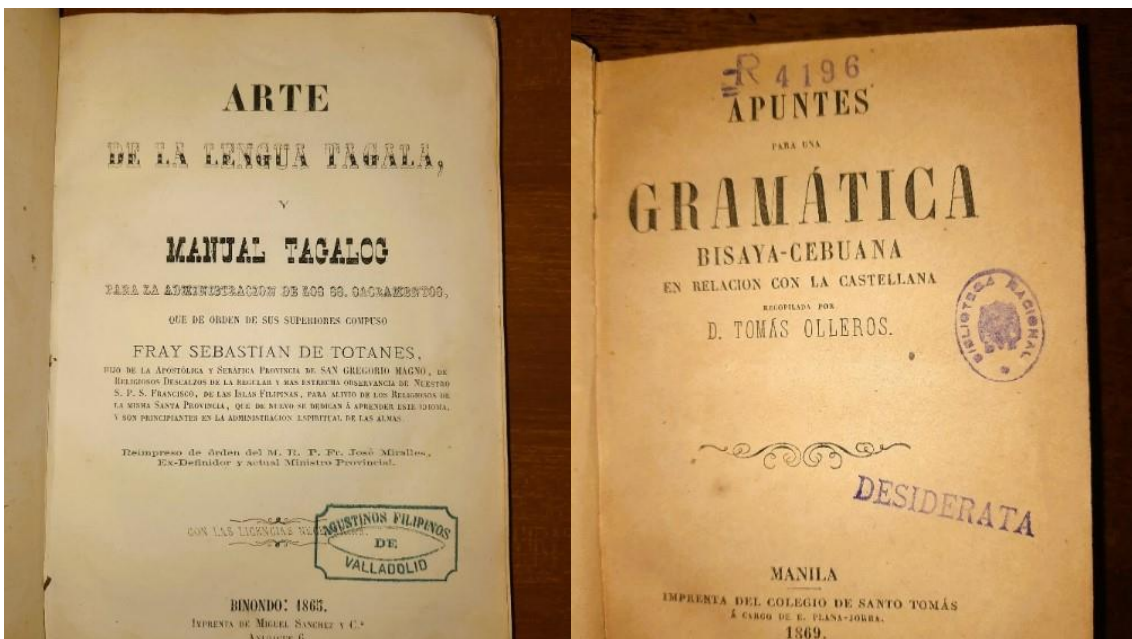 ARTE
DE LA LENGUA TAGALA,
Y
MANUAL TAGALOG
PARA LA ADMINISTRACION DE LOS SS. SACRAMENTOS,
QUE DE ORDEN DE SUS SUPERIORES COMPUSO
FRAY SEBASTIAN DE TOTANES,
HIJO DE LA APOSTÓLICA Y SERÁFICA PROVINCIA DE SAN GREGORIO MAGNO, DE
RELIGIOSOS DESCALZOS DE LA REGULAR Y MAS ESTRECHA OBSERVANCIA DE NUESTRO
S. P. S. FRANCISCO, DE LAS ISLAS FILIPINAS, PARA ALIVIO DE LOS RELIGIOSOS DE
LA MISMA SANTA PROVINCIA, QUE DE NUEVO SE DEDICAN Á APRENDER ESTE IDIOMA,
Y SON PRINCIPIANTES EN LA ADMINISTRACION ESPIRITUAL DE LAS ALMAS.
Reimpreso de órden del M. R. P. Fr. José Miralles,
Ex-Definidor y actual Ministro Provincial.
CON LAS LICENCIAS
AGUSTINOS FILIPINOS
DE
VALLADOLID
BINONDO: 1865.
IMPRENTA DE MIGUEL SANCHEZ Y C.ª
ANLOAGUE 6.
R 4196
APUNTES
PARA UNA
GRAMÁTICA
BISAYA-CEBUANA
EN RELACION CON LA CASTELLANA
RECOPILADA POR
D. TOMÁS OLLEROS.
BIBLIOTECA NACIONAL
DESIDERATA
MANILA
IMPRENTA DEL COLEGIO DE SANTO TOMÁS
Á CARGO DE B. PLANA-JORBA.
1869.